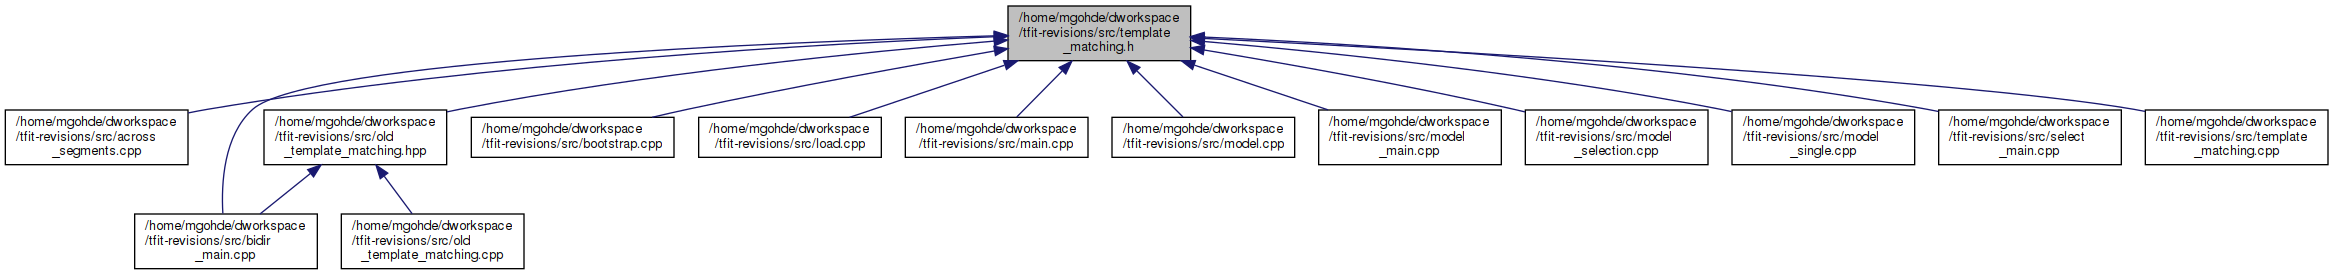 /home/mgohde/dworkspace
/tfit-revisions/src/template
_matching.h
/home/mgohde/dworkspace
/tfit-revisions/src/across
_segments.cpp
/home/mgohde/dworkspace
/tfit-revisions/src/old
_template_matching.hpp
/home/mgohde/dworkspace
/tfit-revisions/src/bootstrap.cpp
/home/mgohde/dworkspace
/tfit-revisions/src/load.cpp
/home/mgohde/dworkspace
/tfit-revisions/src/main.cpp
/home/mgohde/dworkspace
/tfit-revisions/src/model.cpp
/home/mgohde/dworkspace
/tfit-revisions/src/model
_main.cpp
/home/mgohde/dworkspace
/tfit-revisions/src/model
_selection.cpp
/home/mgohde/dworkspace
/tfit-revisions/src/model
_single.cpp
/home/mgohde/dworkspace
/tfit-revisions/src/select
_main.cpp
/home/mgohde/dworkspace
/tfit-revisions/src/template
_matching.cpp
/home/mgohde/dworkspace
/tfit-revisions/src/bidir
_main.cpp
/home/mgohde/dworkspace
/tfit-revisions/src/old
_template_matching.cpp